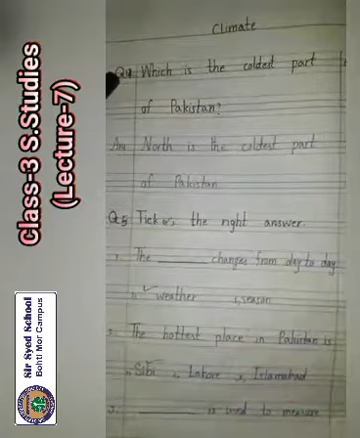 Class-3 S.Studies
(Lecture-7)
Sir Syed School
Bohti Mor Campus
Climate
Q4 Which is the coldest part
of Pakistan?
Ans North is the coldest part
of Pakistan
Q5 Tick the right answer.
1. The ______ changes from day to day
weather season
2. The hottest place in Pakistan is
Sibi Lahore Islamabad
3. ______ is used to measure